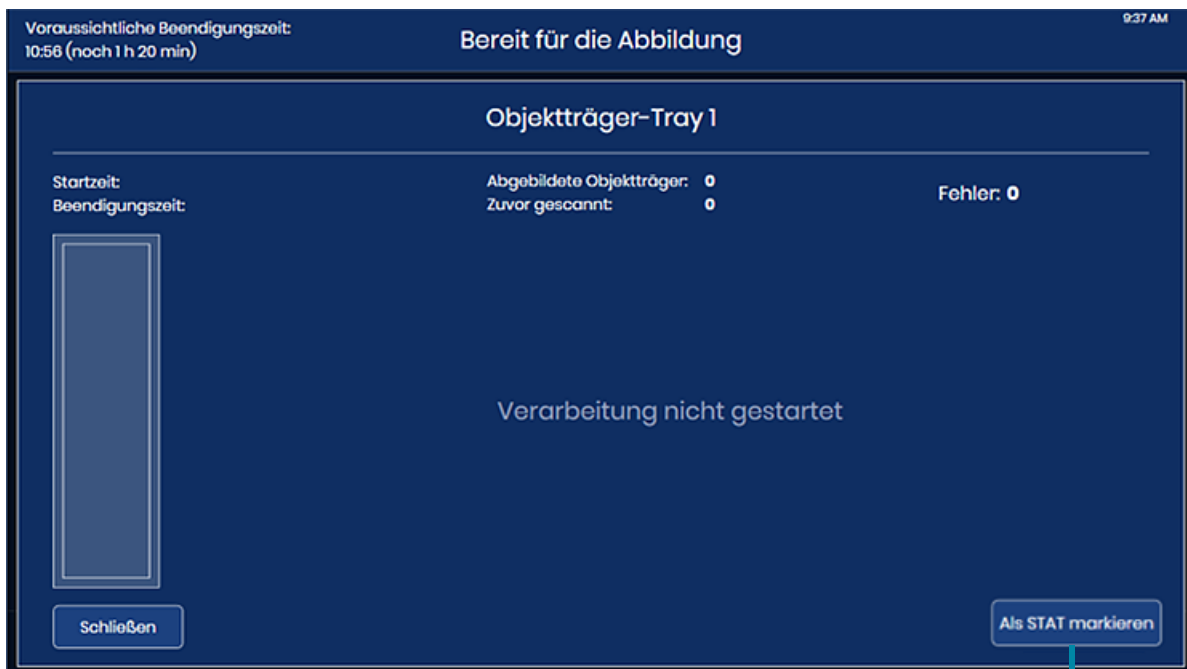 Voraussichtliche Beendigungszeit:
10:56 (noch 1 h 20 min)
Bereit für die Abbildung
9:37 AM
Objektträger-Tray 1
Startzeit:
Beendigungszeit:
Abgebildete Objektträger: 0
Zuvor gescannt: 0
Fehler: 0
Verarbeitung nicht gestartet
Schließen
Als STAT markieren